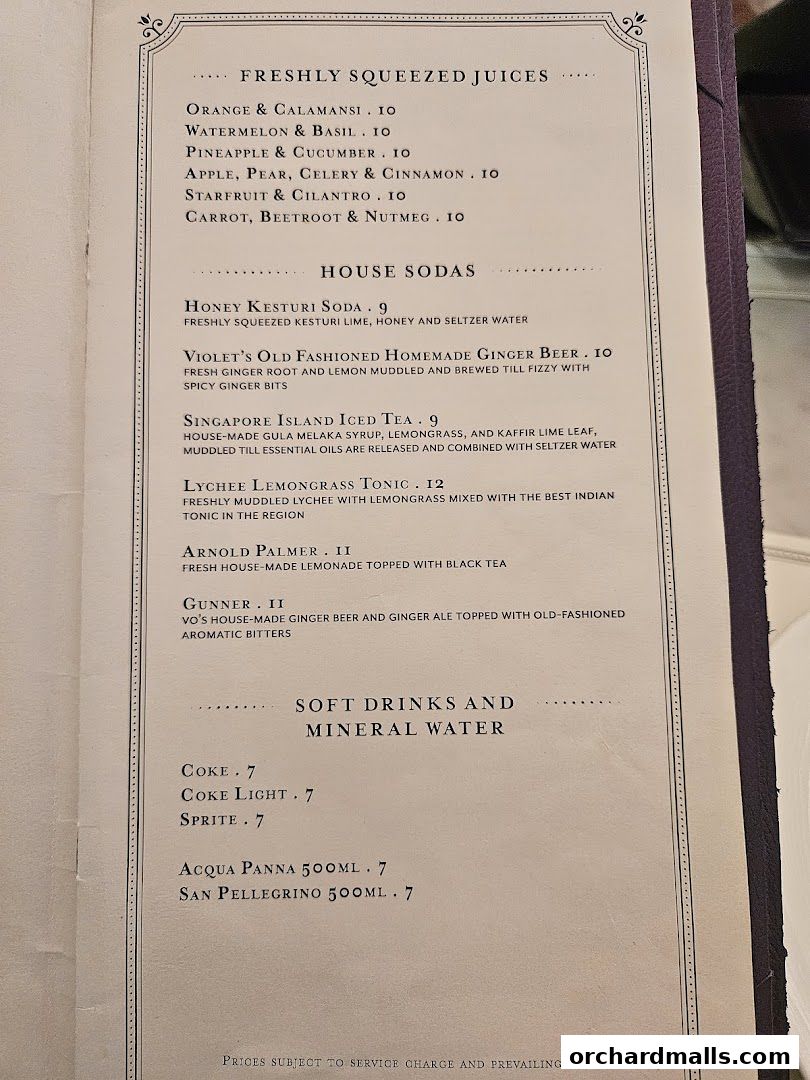 FRESHLY SQUEEZED JUICES
ORANGE & CALAMANSI . 10
WATERMELON & BASIL . 10
PINEAPPLE & CUCUMBER . 10
APPLE, PEAR, CELERY & CINNAMON . 10
STARFRUIT & CILANTRO . 10
CARROT, BEETROOT & NUTMEG . 10
HOUSE SODAS
HONEY KESTURI SODA . 9
FRESHLY SQUEEZED KESTURI LIME, HONEY AND SELTZER WATER
VIOLET'S OLD FASHIONED HOMEMADE GINGER BEER . 10
FRESH GINGER ROOT AND LEMON MUDDLED AND BREWED TILL FIZZY WITH
SPICY GINGER BITS
SINGAPORE ISLAND ICED TEA . 9
HOUSE-MADE GULA MELAKA SYRUP, LEMONGRASS, AND KAFFIR LIME LEAF,
MUDDLED TILL ESSENTIAL OILS ARE RELEASED AND COMBINED WITH SELTZER WATER
LYCHEE LEMONGRASS TONIC . 12
FRESHLY MUDDLED LYCHEE WITH LEMONGRASS MIXED WITH THE BEST INDIAN
TONIC IN THE REGION
ARNOLD PALMER . 11
FRESH HOUSE-MADE LEMONADE TOPPED WITH BLACK TEA
GUNNER . 11
VO'S HOUSE-MADE GINGER BEER AND GINGER ALE TOPPED WITH OLD-FASHIONED
AROMATIC BITTERS
SOFT DRINKS AND
MINERAL WATER
COKE . 7
COKE LIGHT . 7
SPRITE . 7
ACQUA PANNA 500ML . 7
SAN PELLEGRINO 500ML . 7
PRICES SUBJECT TO SERVICE CHARGE AND PREVAILING
orchardmalls.com